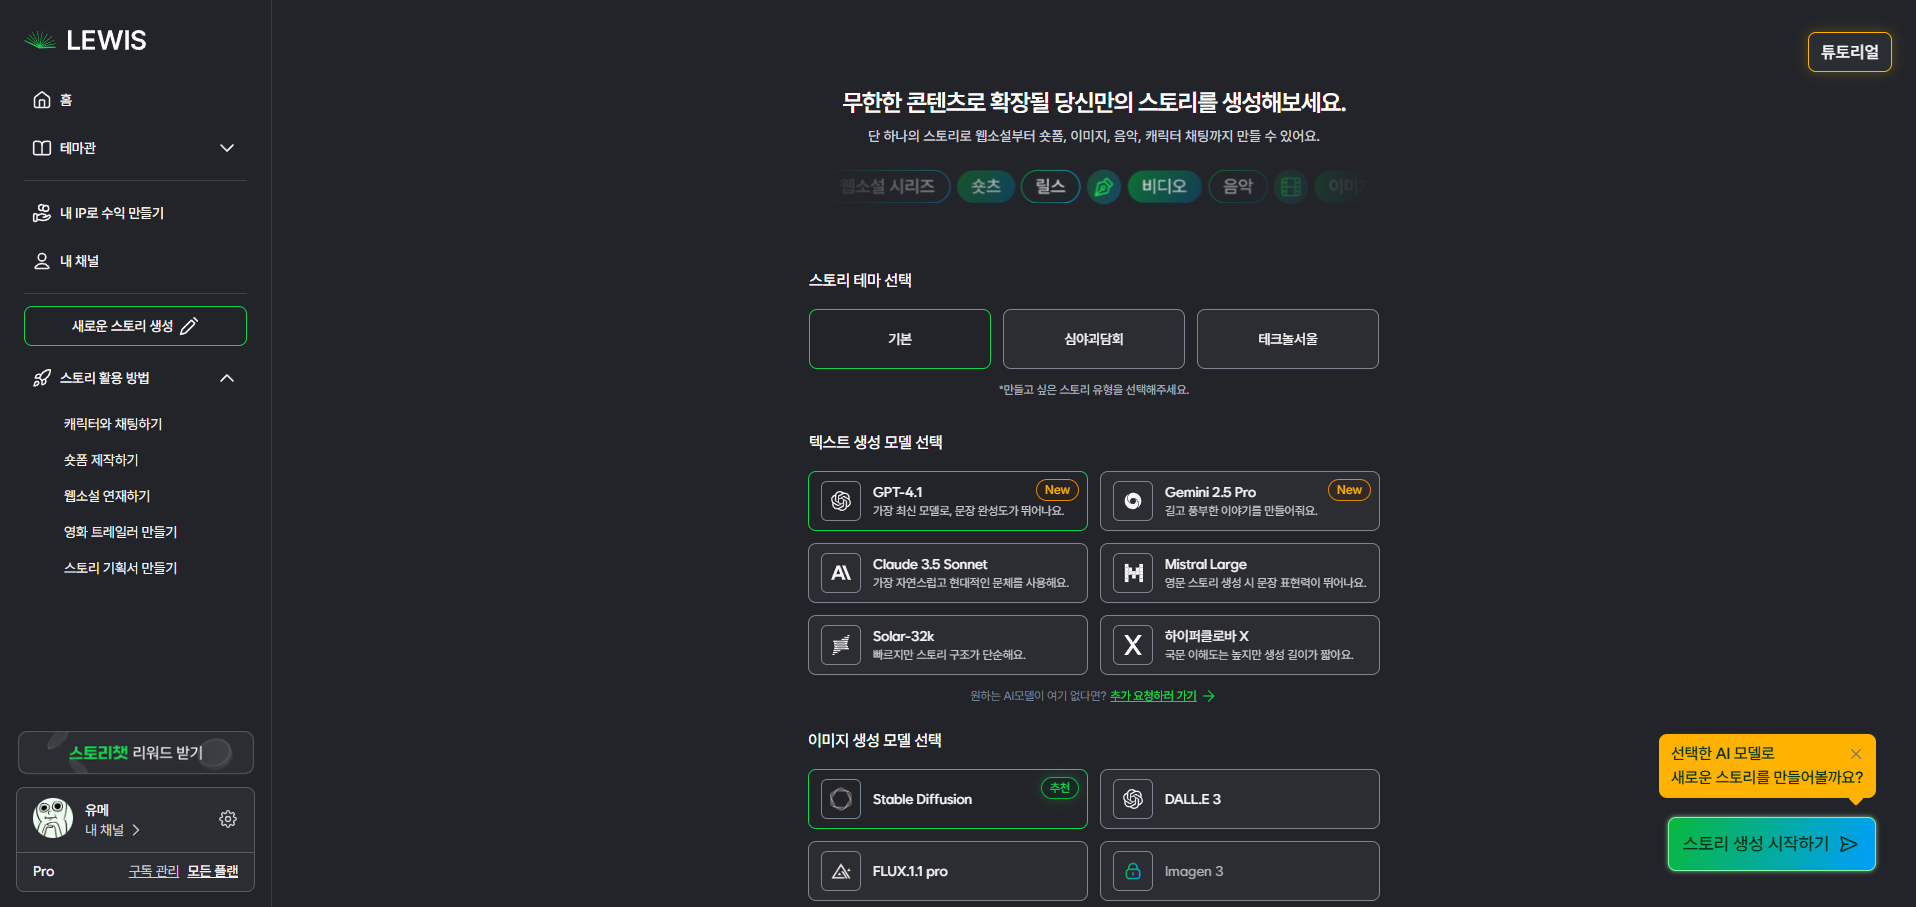 LEWIS
홈
테마관
내 IP로 수익 만들기
내 채널
새로운 스토리 생성
스토리 활용 방법
캐릭터와 채팅하기
숏폼 제작하기
웹소설 연재하기
영화 트레일러 만들기
스토리 기획서 만들기
스토리챗 리워드 받기
유메
내 채널
Pro
구독 관리 모든 플랜
튜토리얼
무한한 콘텐츠로 확장될 당신만의 스토리를 생성해보세요.
단 하나의 스토리로 웹소설부터 숏폼, 이미지, 음악, 캐릭터 채팅까지 만들 수 있어요.
웹소설 시리즈 숏츠 릴스 비디오 음악 이미지
스토리 테마 선택
기본
심야괴담회
테크놀서울
*만들고 싶은 스토리 유형을 선택해주세요.
텍스트 생성 모델 선택
GPT-4.1 New
가장 최신 모델로, 문장 완성도가 뛰어나요.
Gemini 2.5 Pro New
길고 풍부한 이야기를 만들어줘요.
Claude 3.5 Sonnet
가장 자연스럽고 현대적인 문체를 사용해요.
Mistral Large
영문 스토리 생성 시 문장 표현력이 뛰어나요.
Solar-32k
빠르지만 스토리 구조가 단순해요.
하이퍼클로바 X
국문 이해도는 높지만 생성 길이가 짧아요.
원하는 AI모델이 여기 없다면? 추가 요청하러 가기
이미지 생성 모델 선택
Stable Diffusion 추천
DALL.E 3
FLUX.1.1 pro
Imagen 3
선택한 AI 모델로
새로운 스토리를 만들어볼까요?
스토리 생성 시작하기